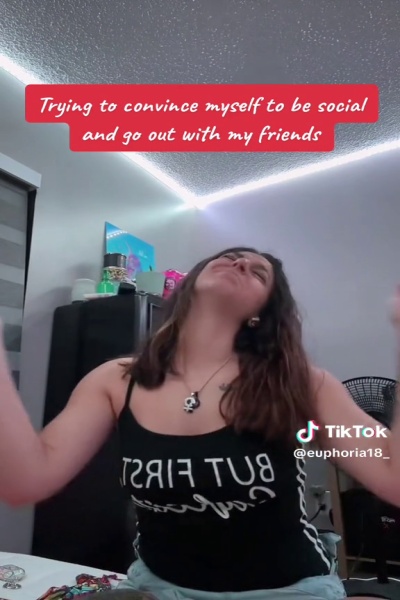 Trying to convince myself to be social
and go out with my friends
BUT FIRST,
TikTok
@euphoria18_